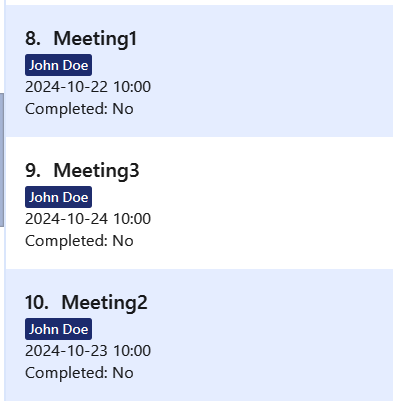 8. Meeting1
John Doe
2024-10-22 10:00
Completed: No
9. Meeting3
John Doe
2024-10-24 10:00
Completed: No
10. Meeting2
John Doe
2024-10-23 10:00
Completed: No